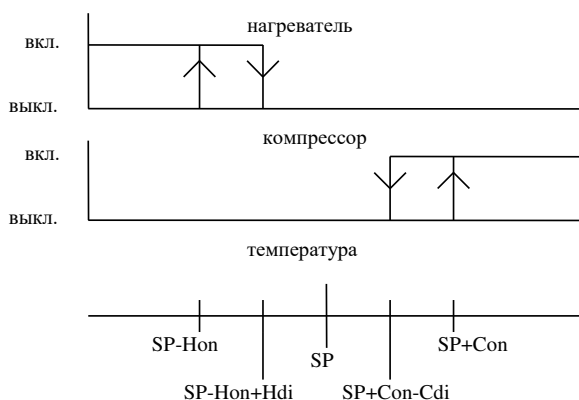 нагреватель
вкл.
выкл.
компрессор
вкл.
выкл.
температура
SP-Hon
SP
SP+Con
SP-Hon+Hdi
SP+Con-Cdi